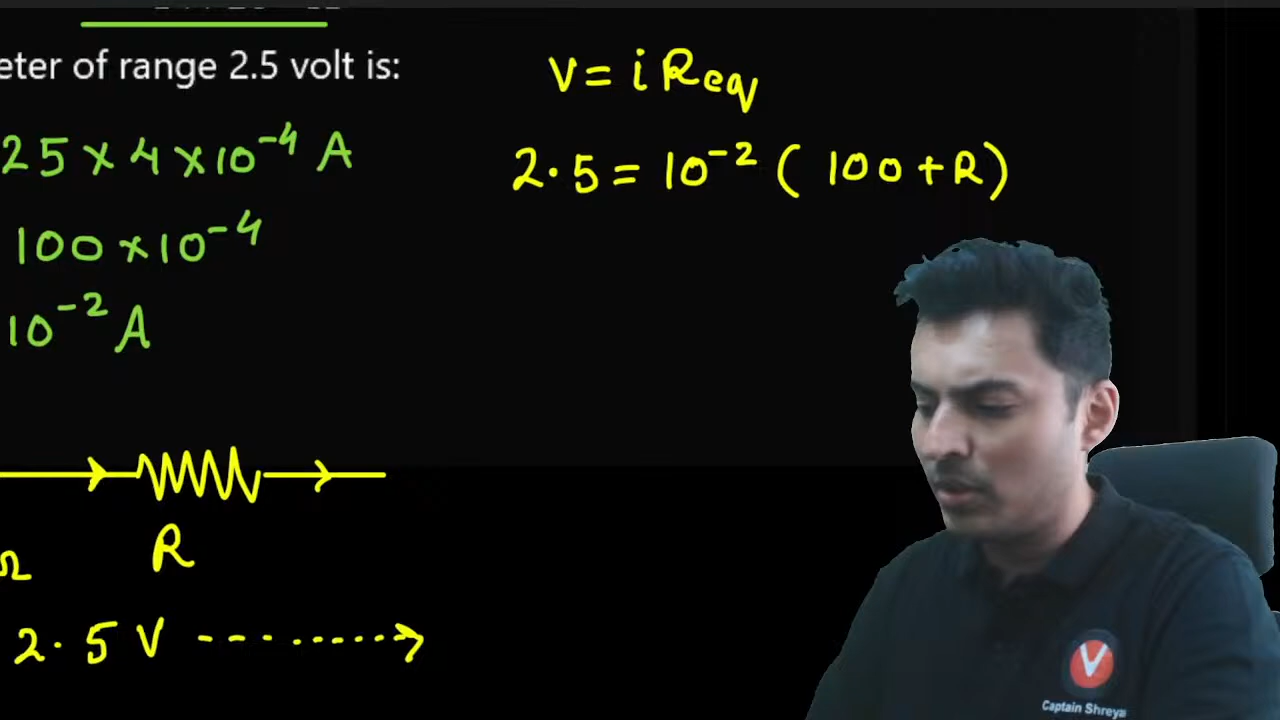 eter of range 2.5 volt is:
25 × 4 × 10⁻⁴ A
100 × 10⁻⁴
10⁻² A
V = i Req
2.5 = 10⁻² ( 100 + R )
R
Ω
2.5 V
V
Captain Shreya